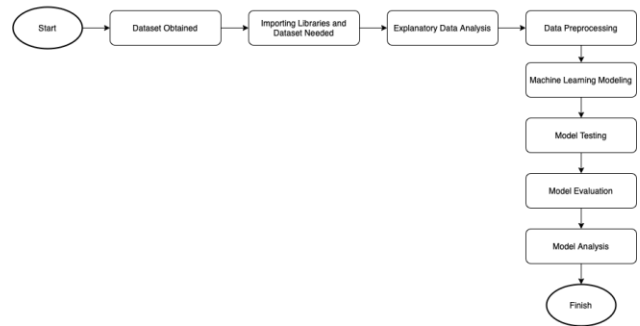 Start
Dataset Obtained
Importing Libraries and
Dataset Needed
Explanatory Data Analysis
Data Preprocessing
Machine Learning Modeling
Model Testing
Model Evaluation
Model Analysis
Finish